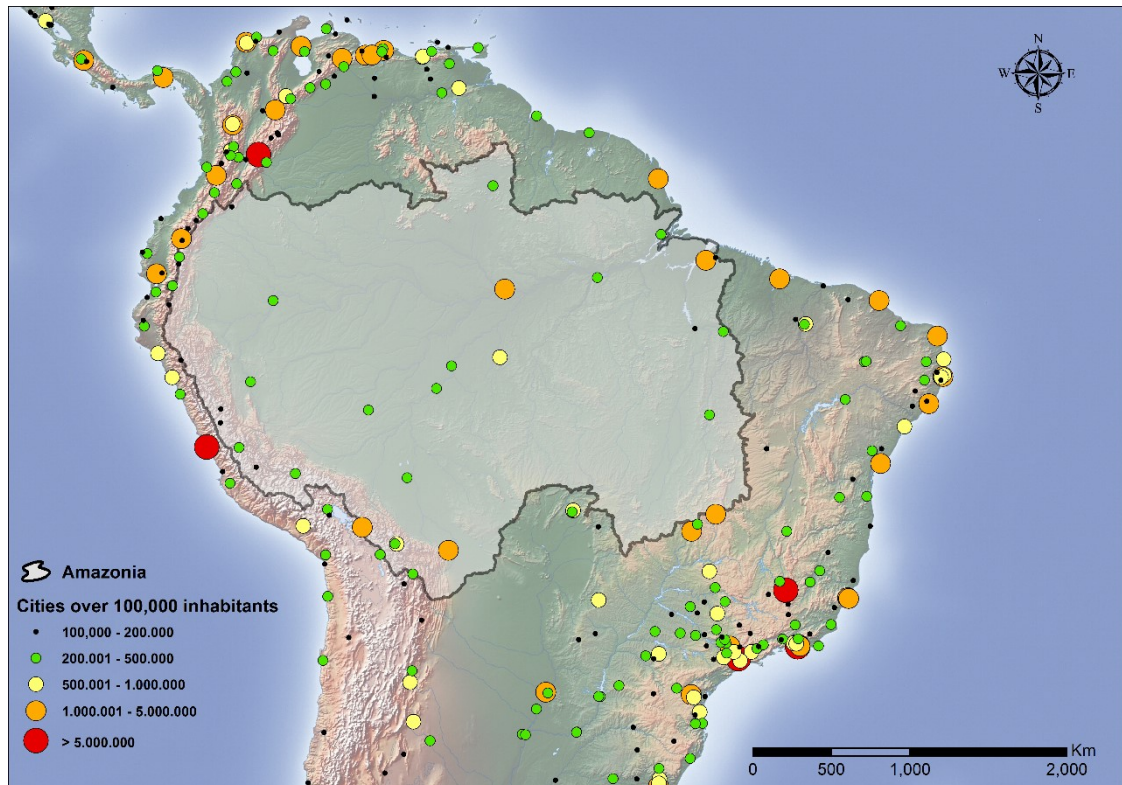 N
W E
S
Amazonia
Cities over 100,000 inhabitants
100,000 - 200.000
200.001 - 500.000
500.001 - 1.000.000
1.000.001 - 5.000.000
> 5.000.000
Km
0 500 1,000 2,000